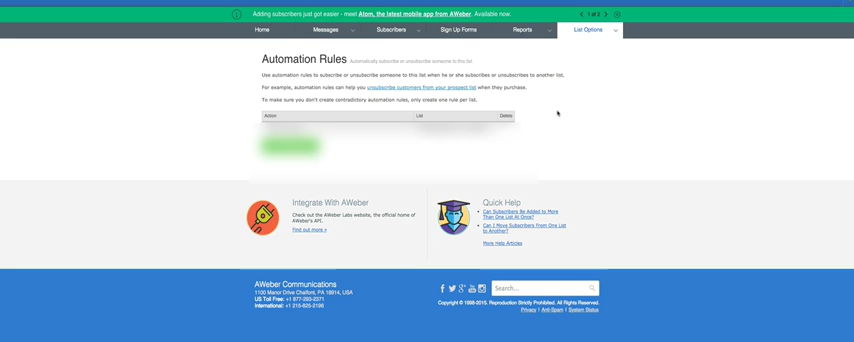 Adding subscribers just got easier - meet Atom, the latest mobile app from AWeber. Available now.
1 of 2
Home Messages Subscribers Sign Up Forms Reports List Options
Automation Rules Automatically subscribe or unsubscribe someone to this list.
Use automation rules to subscribe or unsubscribe someone to this list when he or she subscribes or unsubscribes to another list.
For example, automation rules can help you unsubscribe customers from your prospect list when they purchase.
To make sure you don't create contradictory automation rules, only create one rule per list.
Action List Delete
Integrate With AWeber
Check out the AWeber Labs website, the official home of
AWeber's API.
Find out more »
Quick Help
Can Subscribers Be Added to More
Than One List At Once?
Can I Move Subscribers From One List
to Another?
More Help Articles
AWeber Communications
1100 Manor Drive Chalfont, PA 18914, USA
US Toll Free: +1 877-293-2371
International: +1 215-825-2196
Search...
Copyright © 1998-2015. Reproduction Strictly Prohibited. All Rights Reserved.
Privacy | Anti-Spam | System Status